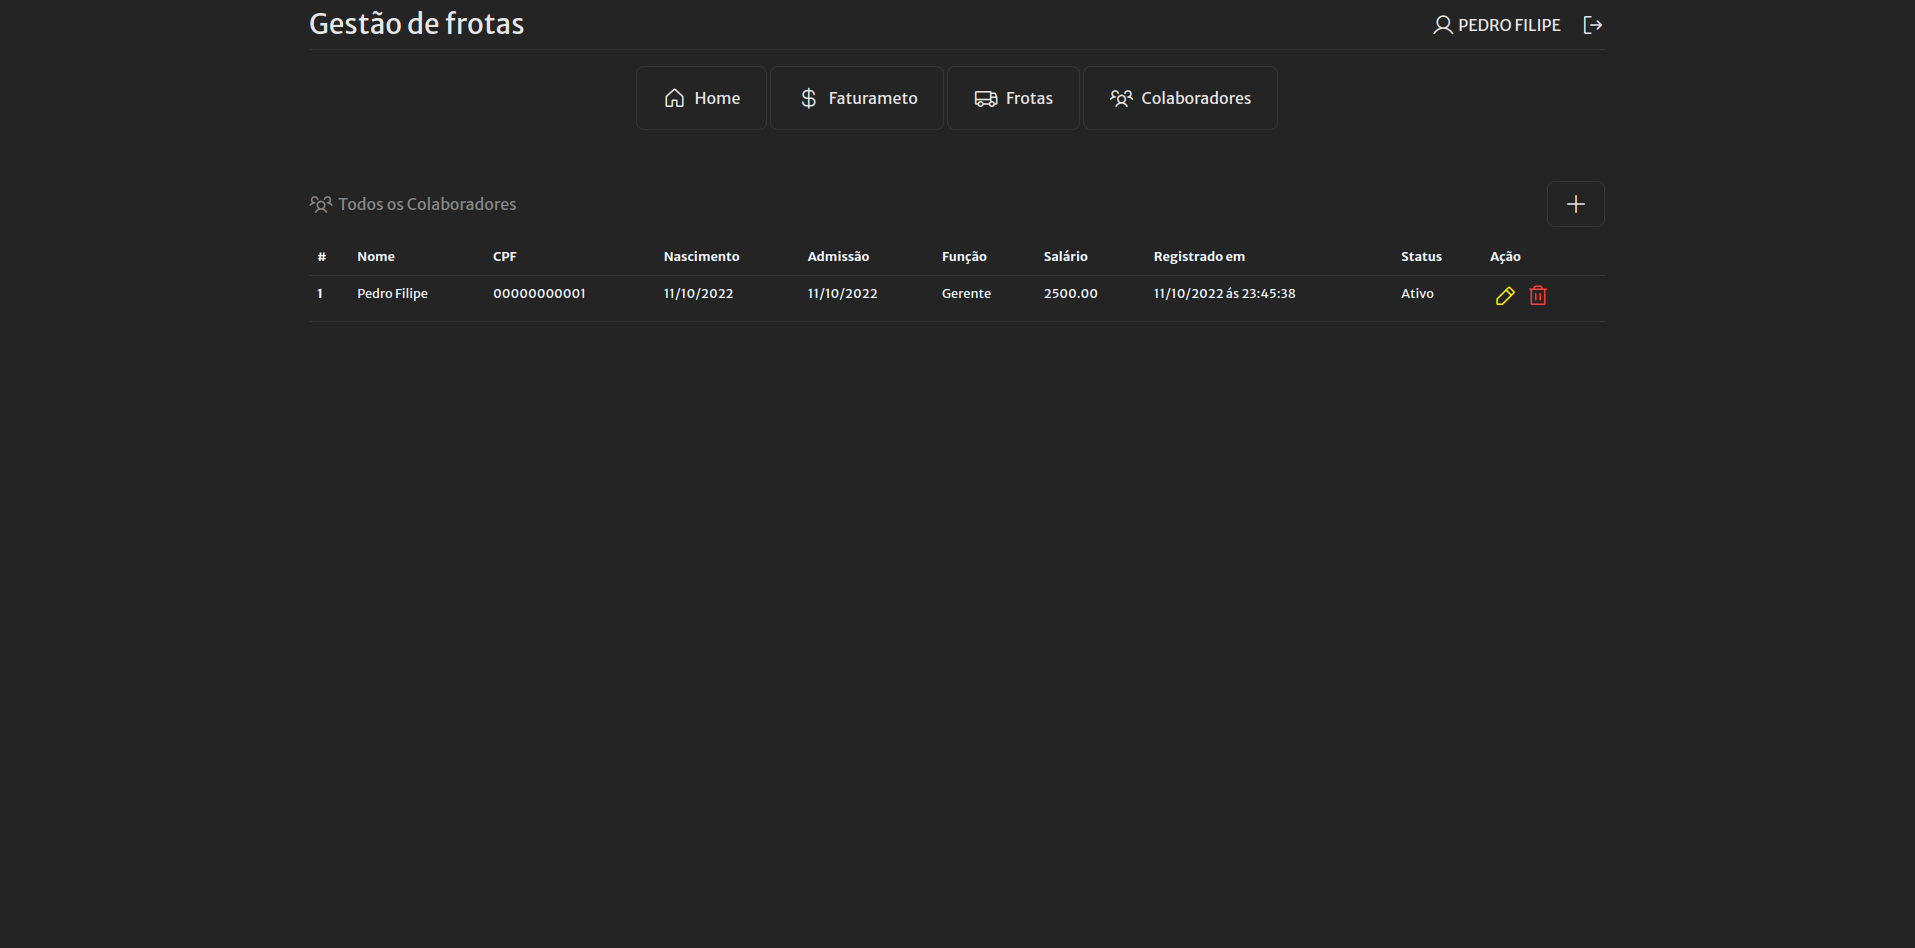 Gestão de frotas
PEDRO FILIPE
Home Faturameto Frotas Colaboradores
Todos os Colaboradores
# Nome CPF Nascimento Admissão Função Salário Registrado em Status Ação
1 Pedro Filipe 00000000001 11/10/2022 11/10/2022 Gerente 2500.00 11/10/2022 ás 23:45:38 Ativo